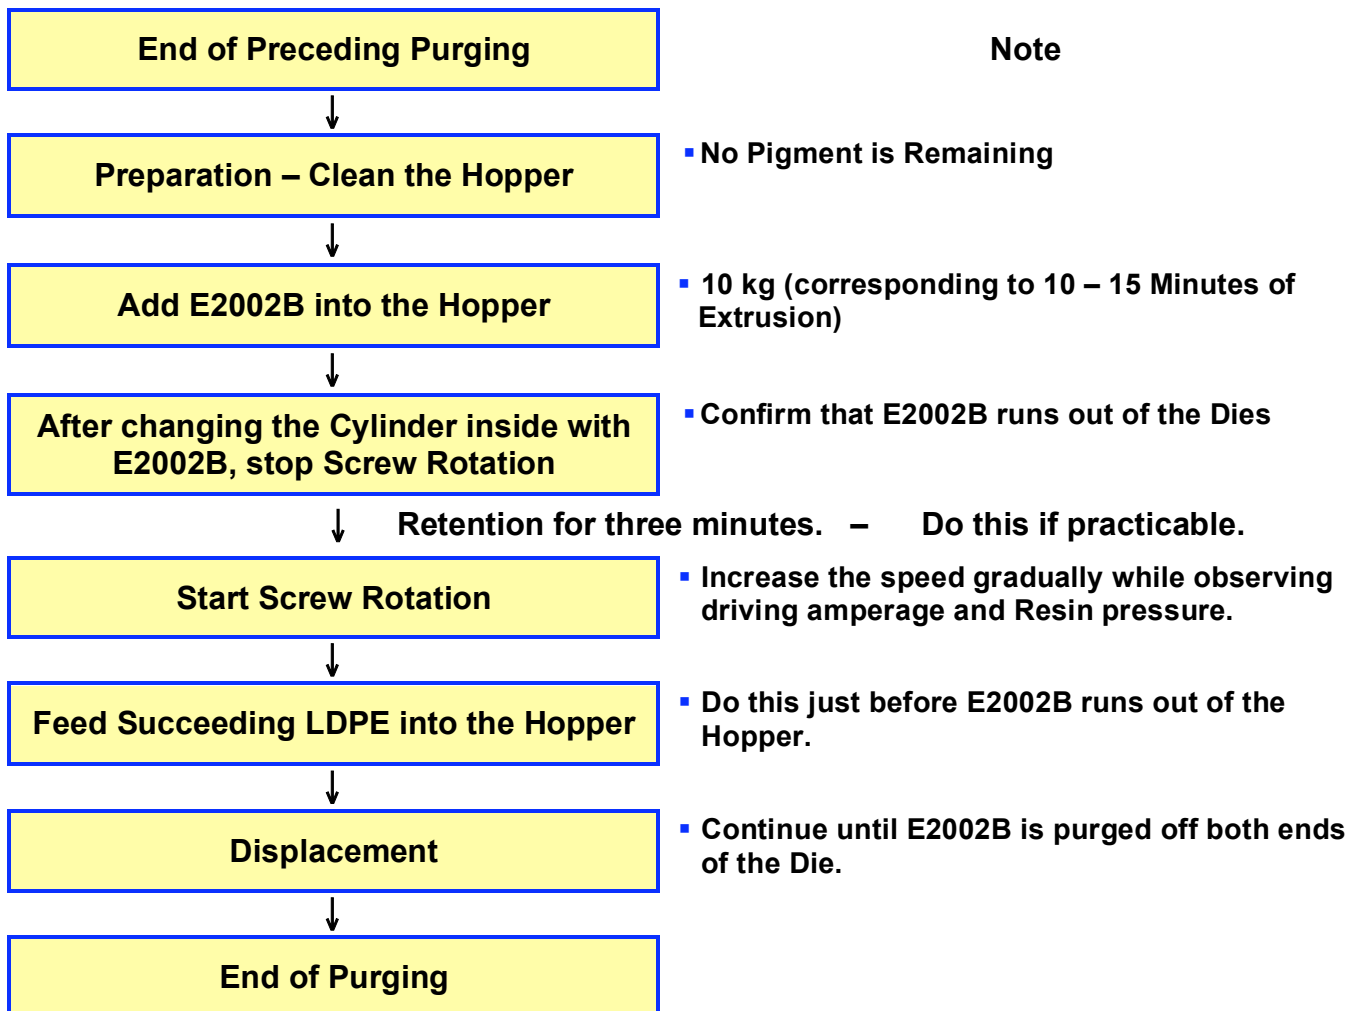 End of Preceding Purging
Note
↓
Preparation – Clean the Hopper
▪ No Pigment is Remaining
↓
Add E2002B into the Hopper
▪ 10 kg (corresponding to 10 – 15 Minutes of
Extrusion)
↓
After changing the Cylinder inside with
E2002B, stop Screw Rotation
▪ Confirm that E2002B runs out of the Dies
↓ Retention for three minutes. – Do this if practicable.
Start Screw Rotation
▪ Increase the speed gradually while observing
driving amperage and Resin pressure.
↓
Feed Succeeding LDPE into the Hopper
▪ Do this just before E2002B runs out of the
Hopper.
↓
Displacement
▪ Continue until E2002B is purged off both ends
of the Die.
↓
End of Purging